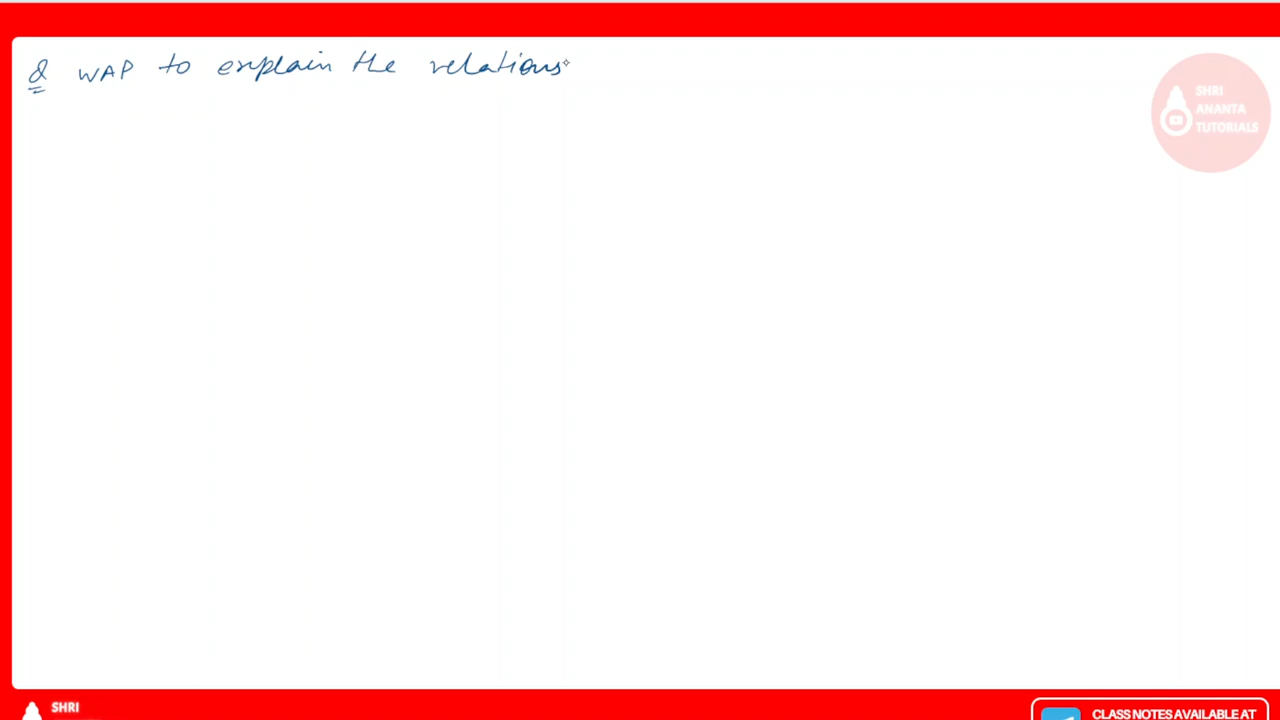 Q WAP to explain the relations
SHRI
ANANTA
TUTORIALS
SHRI
CLASS NOTES AVAILABLE AT